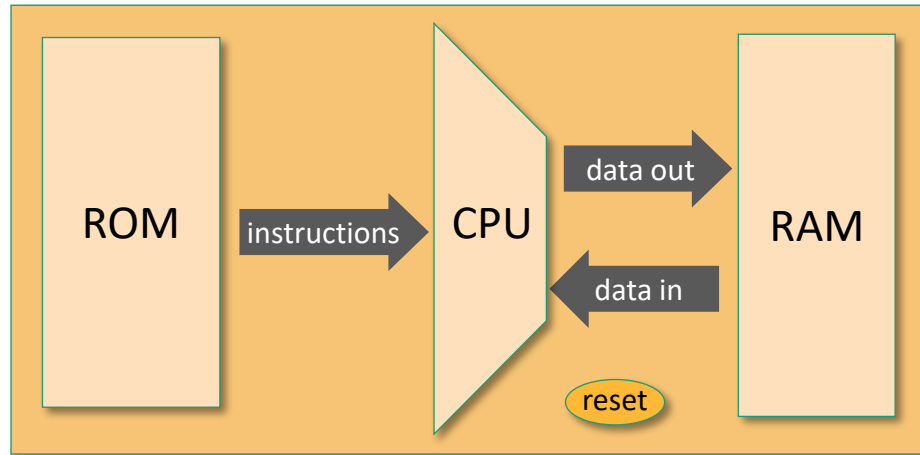 ROM
instructions
CPU
data out
data in
RAM
reset